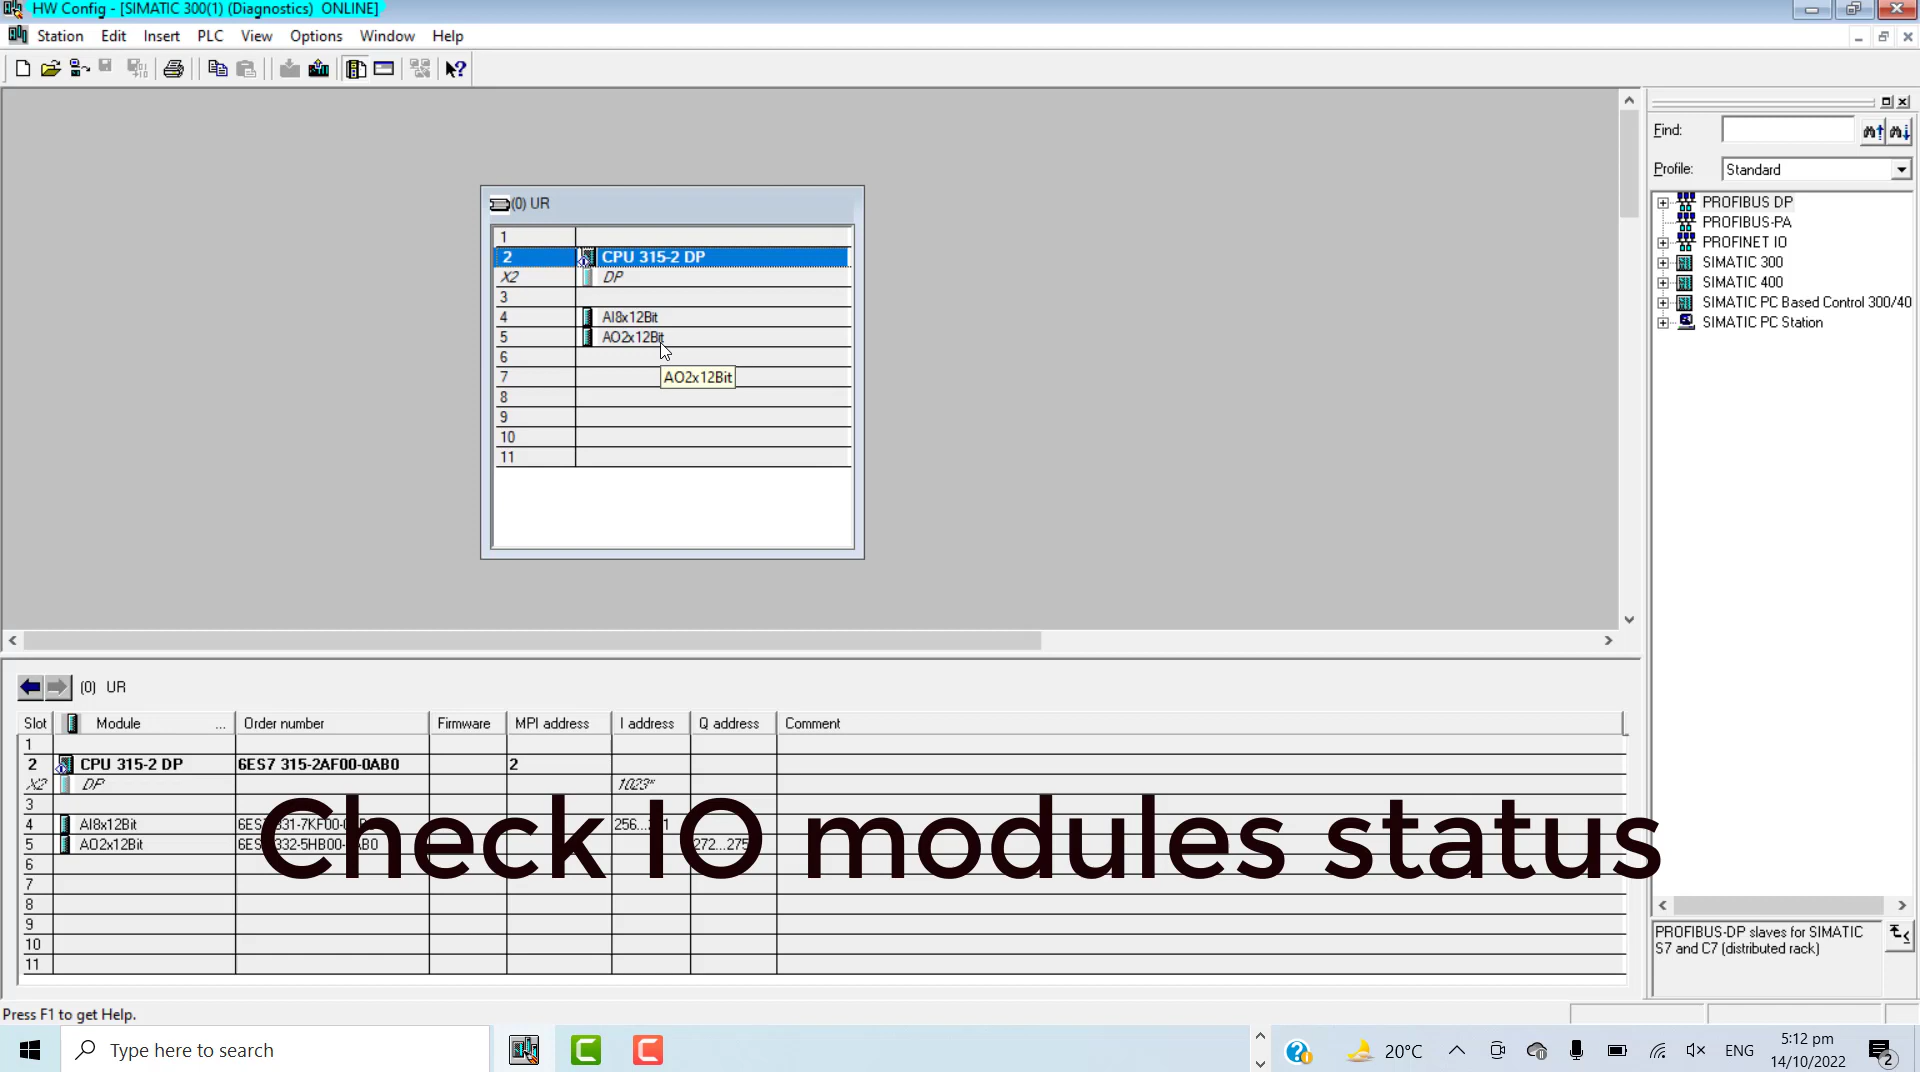 HW Config - [SIMATIC 300(1) (Diagnostics) ONLINE]
Station Edit Insert PLC View Options Window Help
Find:
Profile: Standard
PROFIBUS DP
PROFIBUS-PA
PROFINET IO
SIMATIC 300
SIMATIC 400
SIMATIC PC Based Control 300/40
SIMATIC PC Station
(0) UR
1
2 CPU 315-2 DP
X2 DP
3
4 AI8x12Bit
5 AO2x12Bit
6
7
AO2x12Bit
8
9
10
11
(0) UR
Slot Module ... Order number Firmware MPI address I address Q address Comment
1
2 CPU 315-2 DP 6ES7 315-2AF00-0AB0 2
X2 DP 1023*
3
4 AI8x12Bit
5 AO2x12Bit
Check IO modules status
6
7
8
9
10
11
PROFIBUS-DP slaves for SIMATIC
S7 and C7 (distributed rack)
Press F1 to get Help.
Type here to search
20°C
ENG
5:12 pm
14/10/2022
2